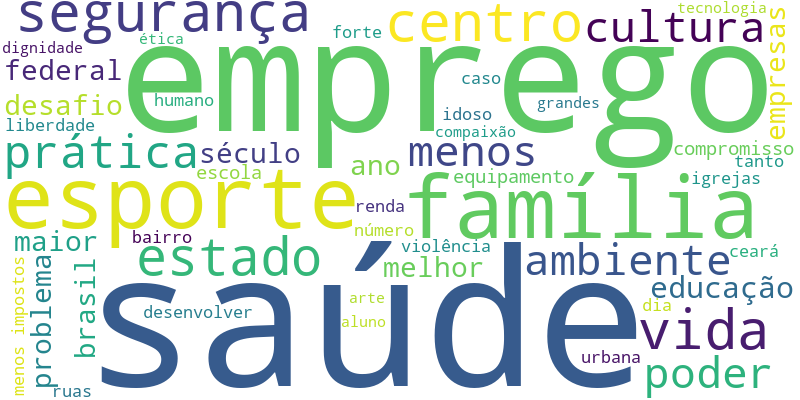 segurança
centro
cultura
tecnologia
empresas
dignidade
ética
forte
emprego
federal
caso
desafio
humano
idoso
grandes
liberdade
compaixão
prática
século
menos
compromisso
escola
ano
equipamento
tanto
igrejas
esporte
renda
família
número
bairro
maior
estado
violência
melhor
ambiente
ceará
problema
brasil
menos impostos
saúde
educação
desenvolver
arte
aluno
dia
vida
urbana
poder
ruas